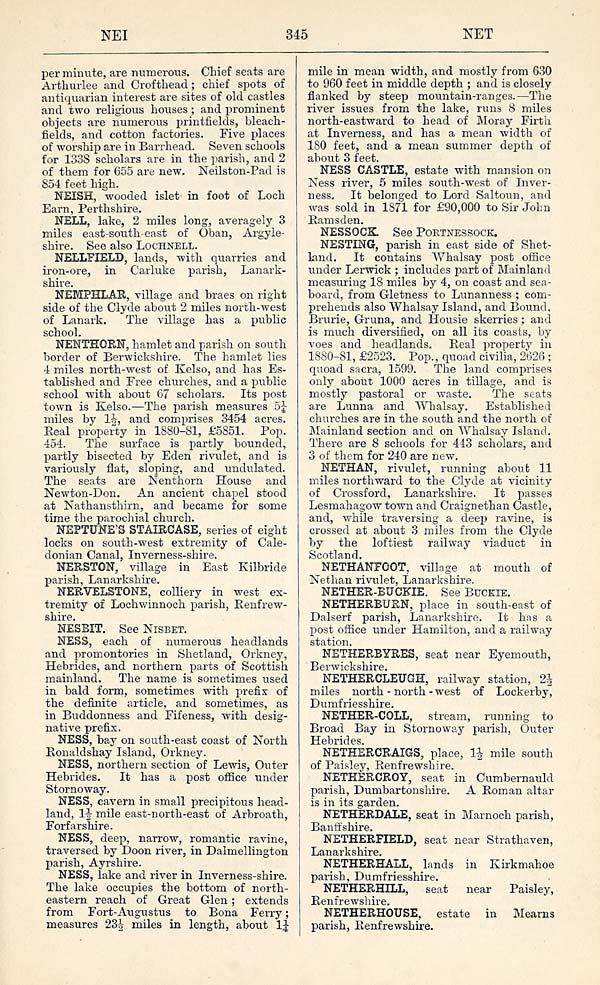 NEI 345 NET
per minute, are numerous. Chief seats are
Arthurlee and Crofthead; chief spots of
antiquarian interest are sites of old castles
and two religious houses; and prominent
objects are numerous printfields, bleach-
fields, and cotton factories. Five places
of worship are in Barrhead. Seven schools
for 1338 scholars are in the parish, and 2
of them for 655 are new. Neilston-Pad is
854 feet high.
NEISH, wooded islet in foot of Loch
Earn, Perthshire.
NELL, lake, 2 miles long, averagely 3
miles east-south-east of Oban, Argyle-
shire. See also LOCHNELL.
NELLFIELD, lands, with quarries and
iron-ore, in Carluke parish, Lanark-
shire.
NEMPHLAR, village and braes on right
side of the Clyde about 2 miles north-west
of Lanark. The village has a public
school.
NENTHORN, hamlet and parish on south
border of Berwickshire. The hamlet lies
4 miles north-west of Kelso, and has Es-
tablished and Free churches, and a public
school with about 67 scholars. Its post
town is Kelso.—The parish measures 5¼
miles by 1½, and comprises 3454 acres.
Real property in 1880-81, £5851. Pop.
454. The surface is partly bounded,
partly bisected by Eden rivulet, and is
variously flat, sloping, and undulated.
The seats are Nenthorn House and
Newton-Don. An ancient chapel stood
at Nathansthirn, and became for some
time the parochial church.
NEPTUNE'S STAIRCASE, series of eight
locks on south-west extremity of Cale-
donian Canal, Inverness-shire.
NERSTON, village in East Kilbride
parish, Lanarkshire.
NERVELSTONE, colliery in west ex-
tremity of Lochwinnoch parish, Renfrew-
shire.
NESBIT. See NISBET.
NESS, each of numerous headlands
and promontories in Shetland, Orkney,
Hebrides, and northern parts of Scottish
mainland. The name is sometimes used
in bald form, sometimes with prefix of
the definite article, and sometimes, as
in Buddonness and Fifeness, with desig-
native prefix.
NESS, bay on south-east coast of North
Ronaldshay Island, Orkney.
NESS, northern section of Lewis, Outer
Hebrides. It has a post office under
Stornoway.
NESS, cavern in small precipitous head-
land, 1½ mile east-north-east of Arbroath,
Forfarshire.
NESS, deep, narrow, romantic ravine,
traversed by Doon river, in Dalmellington
parish, Ayrshire.
NESS, lake and river in Inverness-shire.
The lake occupies the bottom of north-
eastern reach of Great Glen; extends
from Fort-Augustus to Bona Ferry;
measures 23½ miles in length, about 1¼
mile in mean width, and mostly from 630
to 960 feet in middle depth; and is closely
flanked by steep mountain-ranges.—The
river issues from the lake, runs 8 miles
north-eastward to head of Moray Firth
at Inverness, and has a mean width of
180 feet, and a mean summer depth of
about 3 feet.
NESS CASTLE, estate with mansion on
Ness river, 5 miles south-west of Inver-
ness. It belonged to Lord Saltoun, and
was sold in 1871 for £90,000 to Sir John
Ramsden.
NESSOCK. See PORTNESSOCK.
NESTING, parish in east side of Shet-
land. It contains Whalsay post office
under Lerwick; includes part of Mainland
measuring 18 miles by 4, on coast and sea-
board, from Gletness to Lunanness; com-
prehends also Whalsay Island, and Bound,
Brurie, Gruna, and Housie skerries; and
is much diversified, on all its coasts, by
voes and headlands. Real property in
1880-81, £2523. Pop., quoad civilia, 2626;
quoad sacra, 1599. The land comprises
only about 1000 acres in tillage, and is
mostly pastoral or waste. The seats
are Lunna and Whalsay. Established
churches are in the south and the north of
Mainland section and on Whalsay Island.
There are 8 schools for 443 scholars, and
3 of them for 240 are new.
NETHAN, rivulet, running about 11
miles northward to the Clyde at vicinity
of Crossford, Lanarkshire. It passes
Lesmahagow town and Craignethan Castle,
and, while traversing a deep ravine, is
crossed at about 3 miles from the Clyde
by the loftiest railway viaduct in
Scotland.
NETHANFOOT, village at mouth of
Nethan rivulet, Lanarkshire.
NETHER-BUCKIE. See BUCKIE.
NETHERBURN, place in south-east of
Dalserf parish, Lanarkshire. It has a
post office under Hamilton, and a railway
station.
NETHERBYRES, seat near Eyemouth,
Berwickshire.
NETHERCLEUGH, railway station, 2½
miles north-north-west of Lockerby,
Dumfriesshire.
NETHER-COLL, stream, running to
Broad Bay in Stornoway parish, Outer
Hebrides.
NETHERCRAIGS, place, 1½ mile south
of Paisley, Renfrewshire.
NETHERCROY, seat in Cumbernauld
parish, Dumbartonshire. A Roman altar
is in its garden.
NETHERDALE, seat in Marnoch parish,
Banffshire.
NETHERFIELD, seat near Strathaven,
Lanarkshire.
NETHERHALL, lands in Kirkmahoe
parish, Dumfriesshire.
NETHERHILL, seat near Paisley,
Renfrewshire.
NETHERHOUSE, estate in Mearns
parish, Renfrewshire.